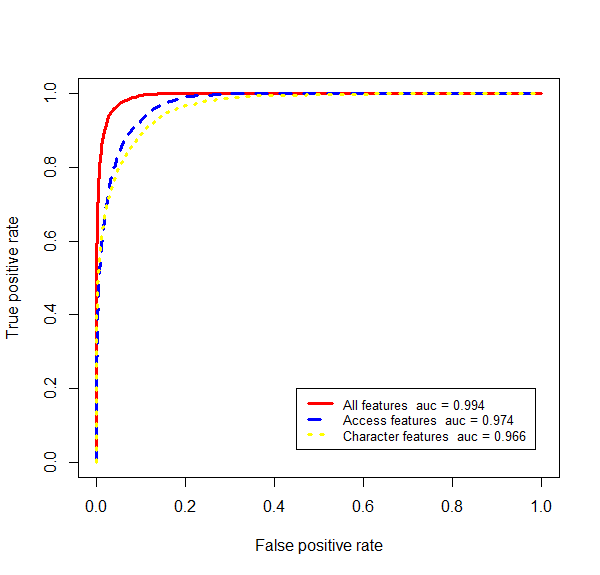 1.0
0.8
0.6
0.4
0.2
0.0
True positive rate
All features auc = 0.994
Access features auc = 0.974
Character features auc = 0.966
0.0 0.2 0.4 0.6 0.8 1.0
False positive rate